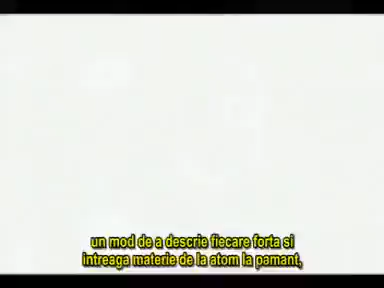 un mod de a descrie fiecare forta si
intreaga materie de la atom la pamant,